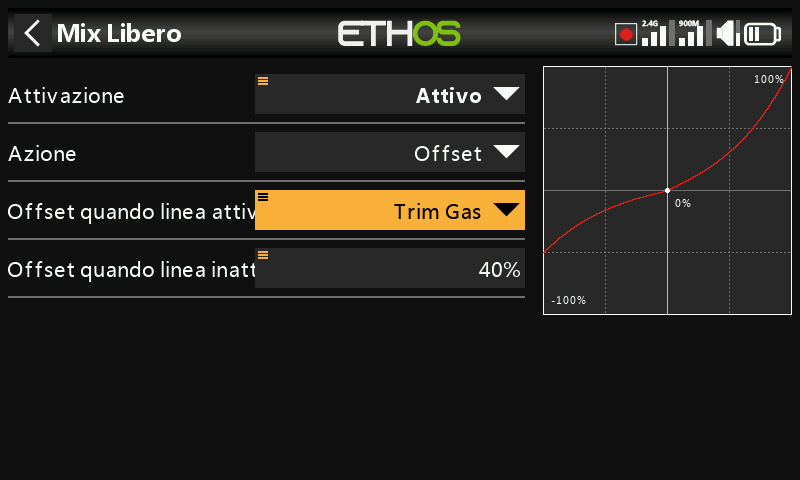 Mix Libero
ETHOS
2.4G
900M
Attivazione
Attivo
Azione
Offset
Offset quando linea attiv
Trim Gas
Offset quando linea inatt
40%
100%
0%
-100%